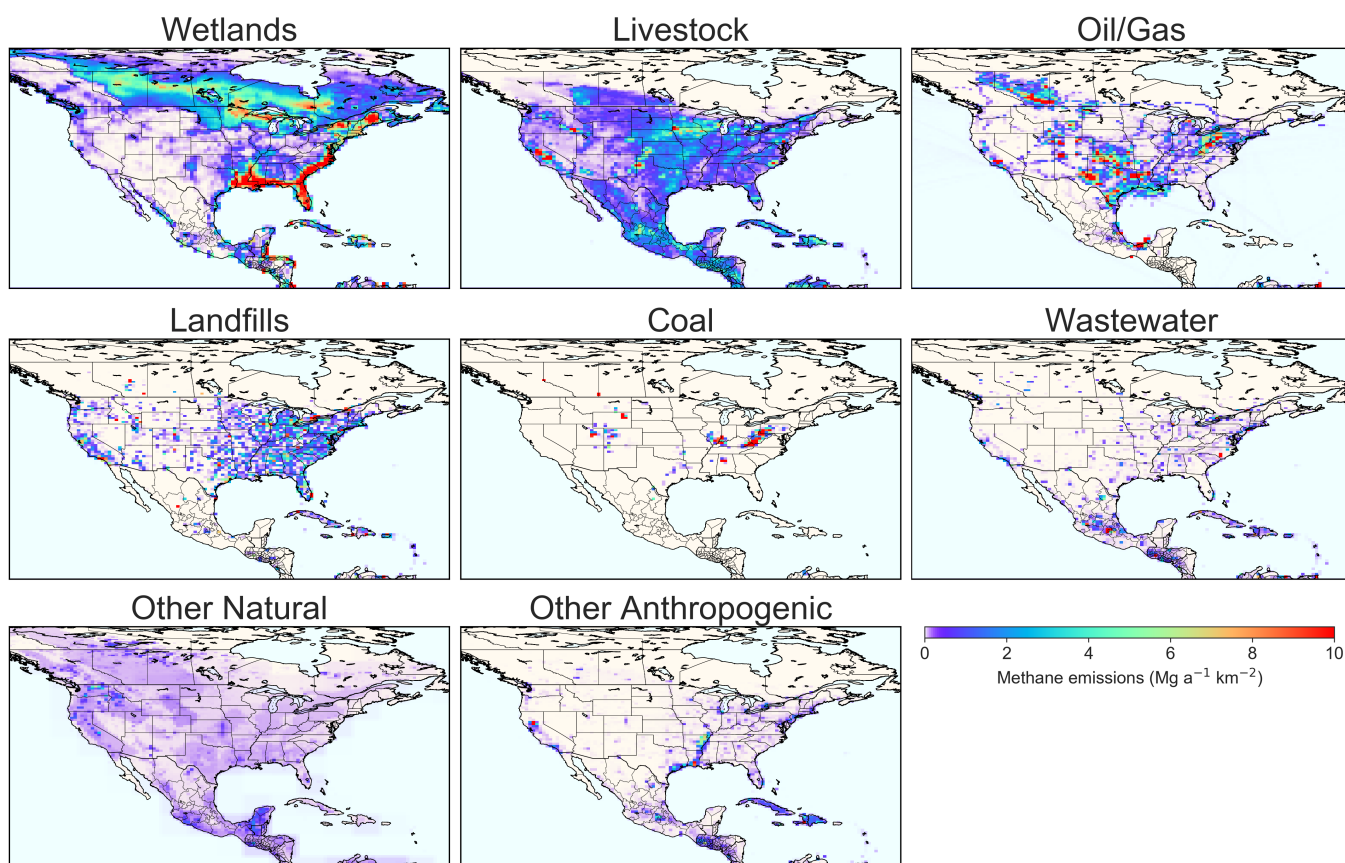 Wetlands
Livestock
Oil/Gas
Landfills
Coal
Wastewater
Other Natural
Other Anthropogenic
0 2 4 6 8 10
Methane emissions (Mg a⁻¹ km⁻²)